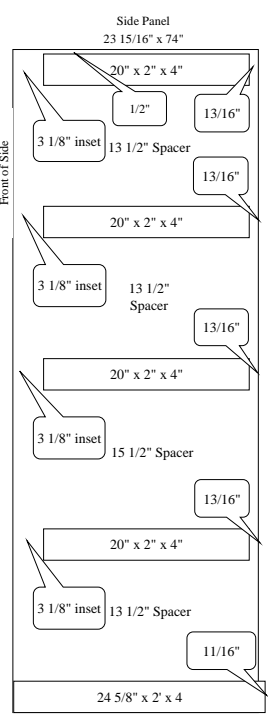 Side Panel
23 15/16" x 74"
20" x 2" x 4"
1/2"
13/16"
3 1/8" inset
13 1/2" Spacer
Front of Side
13/16"
20" x 2" x 4"
3 1/8" inset
13 1/2"
Spacer
13/16"
20" x 2" x 4"
3 1/8" inset
15 1/2" Spacer
13/16"
20" x 2" x 4"
3 1/8" inset
13 1/2" Spacer
11/16"
24 5/8" x 2' x 4